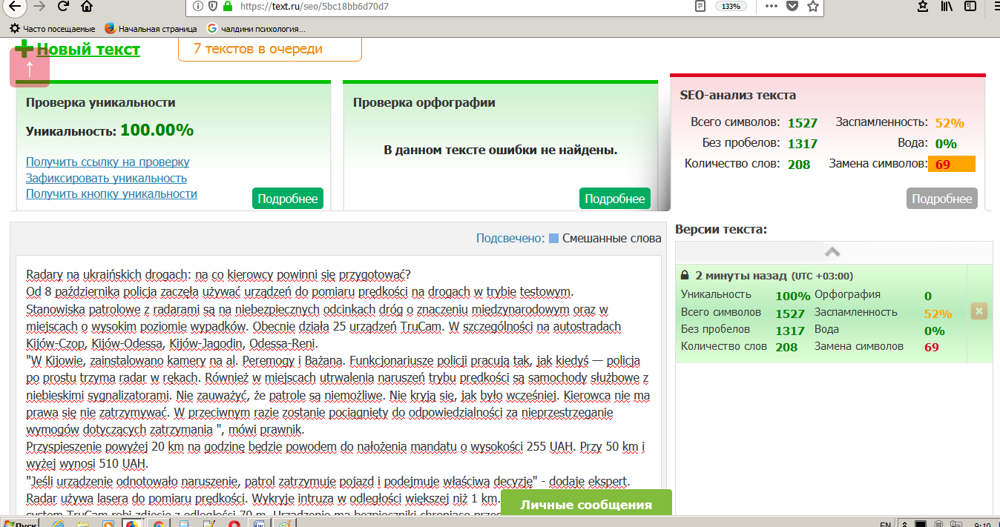 https://text.ru/seo/5bc18bb6d70d7
133%
Часто посещаемые Начальная страница чалдини психология...
Новый текст
7 текстов в очереди
Проверка уникальности
Уникальность: 100.00%
Получить ссылку на проверку
Зафиксировать уникальность
Получить кнопку уникальности
Подробнее
Проверка орфографии
В данном тексте ошибки не найдены.
Подробнее
SEO-анализ текста
Всего символов: 1527 Заспамленность: 52%
Без пробелов: 1317 Вода: 0%
Количество слов: 208 Замена символов: 69
Подробнее
Подсвечено: Смешанные слова
Radary na ukraińskich drogach: na co kierowcy powinni się przygotować?
Od 8 października policja zaczęła używać urządzeń do pomiaru prędkości na drogach w trybie testowym.
Stanowiska patrolowe z radarami są na niebezpiecznych odcinkach dróg o znaczeniu międzynarodowym oraz w
miejscach o wysokim poziomie wypadków. Obecnie działa 25 urządzeń TruCam. W szczególności na autostradach
Kijów-Czop, Kijów-Odessa, Kijów-Jagodin, Odessa-Reni.
"W Kijowie, zainstalowano kamery na al. Peremogy i Bażana. Funkcjonariusze policji pracują tak, jak kiedyś — policja
po prostu trzyma radar w rękach. Również w miejscach utrwalenia naruszeń trybu prędkości są samochody służbowe z
niebieskimi sygnalizatorami. Nie zauważyć, że patrole są niemożliwe. Nie kryją się, jak było wcześniej. Kierowca nie ma
prawa się nie zatrzymywać. W przeciwnym razie zostanie pociągnięty do odpowiedzialności za nieprzestrzeganie
wymogów dotyczących zatrzymania ", mówi prawnik.
Przyspieszenie powyżej 20 km na godzinę będzie powodem do nałożenia mandatu o wysokości 255 UAH. Przy 50 km i
wyżej wynosi 510 UAH.
"Jeśli urządzenie odnotowało naruszenie, patrol zatrzymuje pojazd i podejmuje właściwą decyzję" - dodaje ekspert.
Radar używa lasera do pomiaru prędkości. Wykryje intruza w odległości większej niż 1 km.
system TruCam robi zdjęcie z odległości 70 m. Urządzenie ma bezpieczniki chroniące
Версии текста:
2 минуты назад (UTC +03:00)
Уникальность 100% Орфография 0
Всего символов 1527 Заспамленность 52%
Без пробелов 1317 Вода 0%
Количество слов 208 Замена символов 69
Личные сообщения
Пуск
EN 9:10